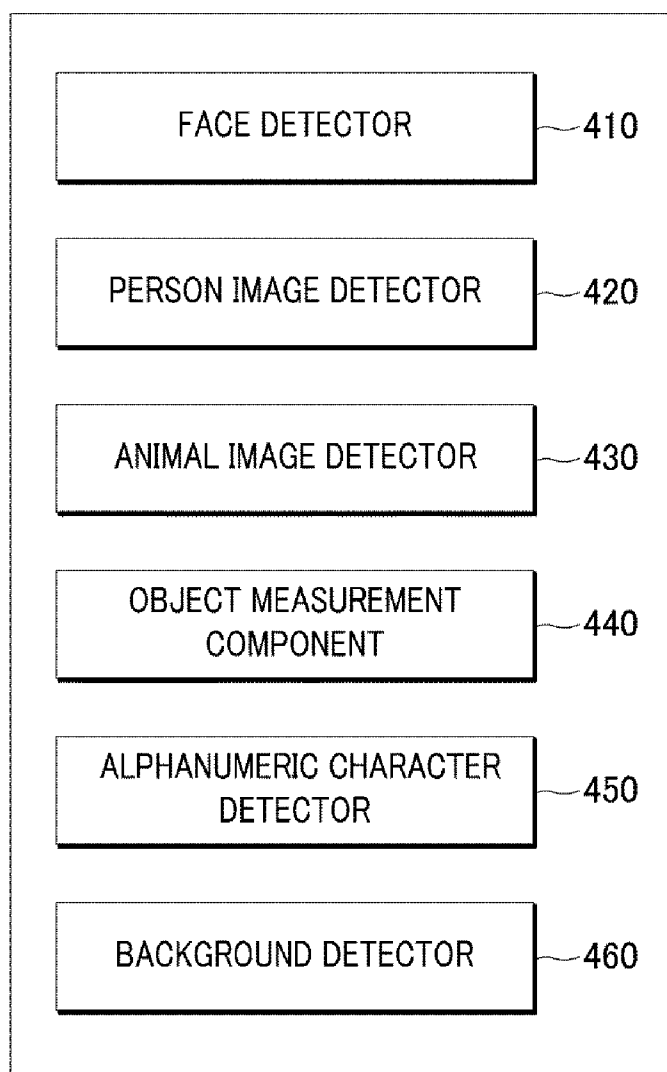 FACE DETECTOR 410
PERSON IMAGE DETECTOR 420
ANIMAL IMAGE DETECTOR 430
OBJECT MEASUREMENT
COMPONENT 440
ALPHANUMERIC CHARACTER
DETECTOR 450
BACKGROUND DETECTOR 460